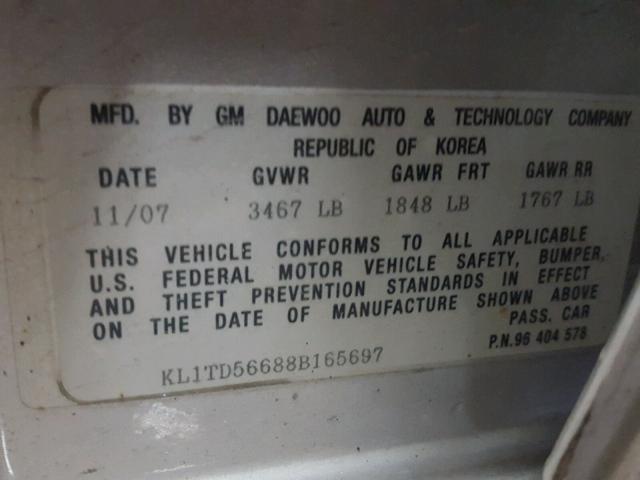 MFD. BY GM DAEWOO AUTO & TECHNOLOGY COMPANY
REPUBLIC OF KOREA
DATE GVWR GAWR FRT GAWR RR
11/07 3467 LB 1848 LB 1767 LB
THIS VEHICLE CONFORMS TO ALL APPLICABLE
U.S. FEDERAL MOTOR VEHICLE SAFETY, BUMPER,
AND THEFT PREVENTION STANDARDS IN EFFECT
ON THE DATE OF MANUFACTURE SHOWN ABOVE
PASS. CAR
P.N.96 404 578
KL1TD56688B165697